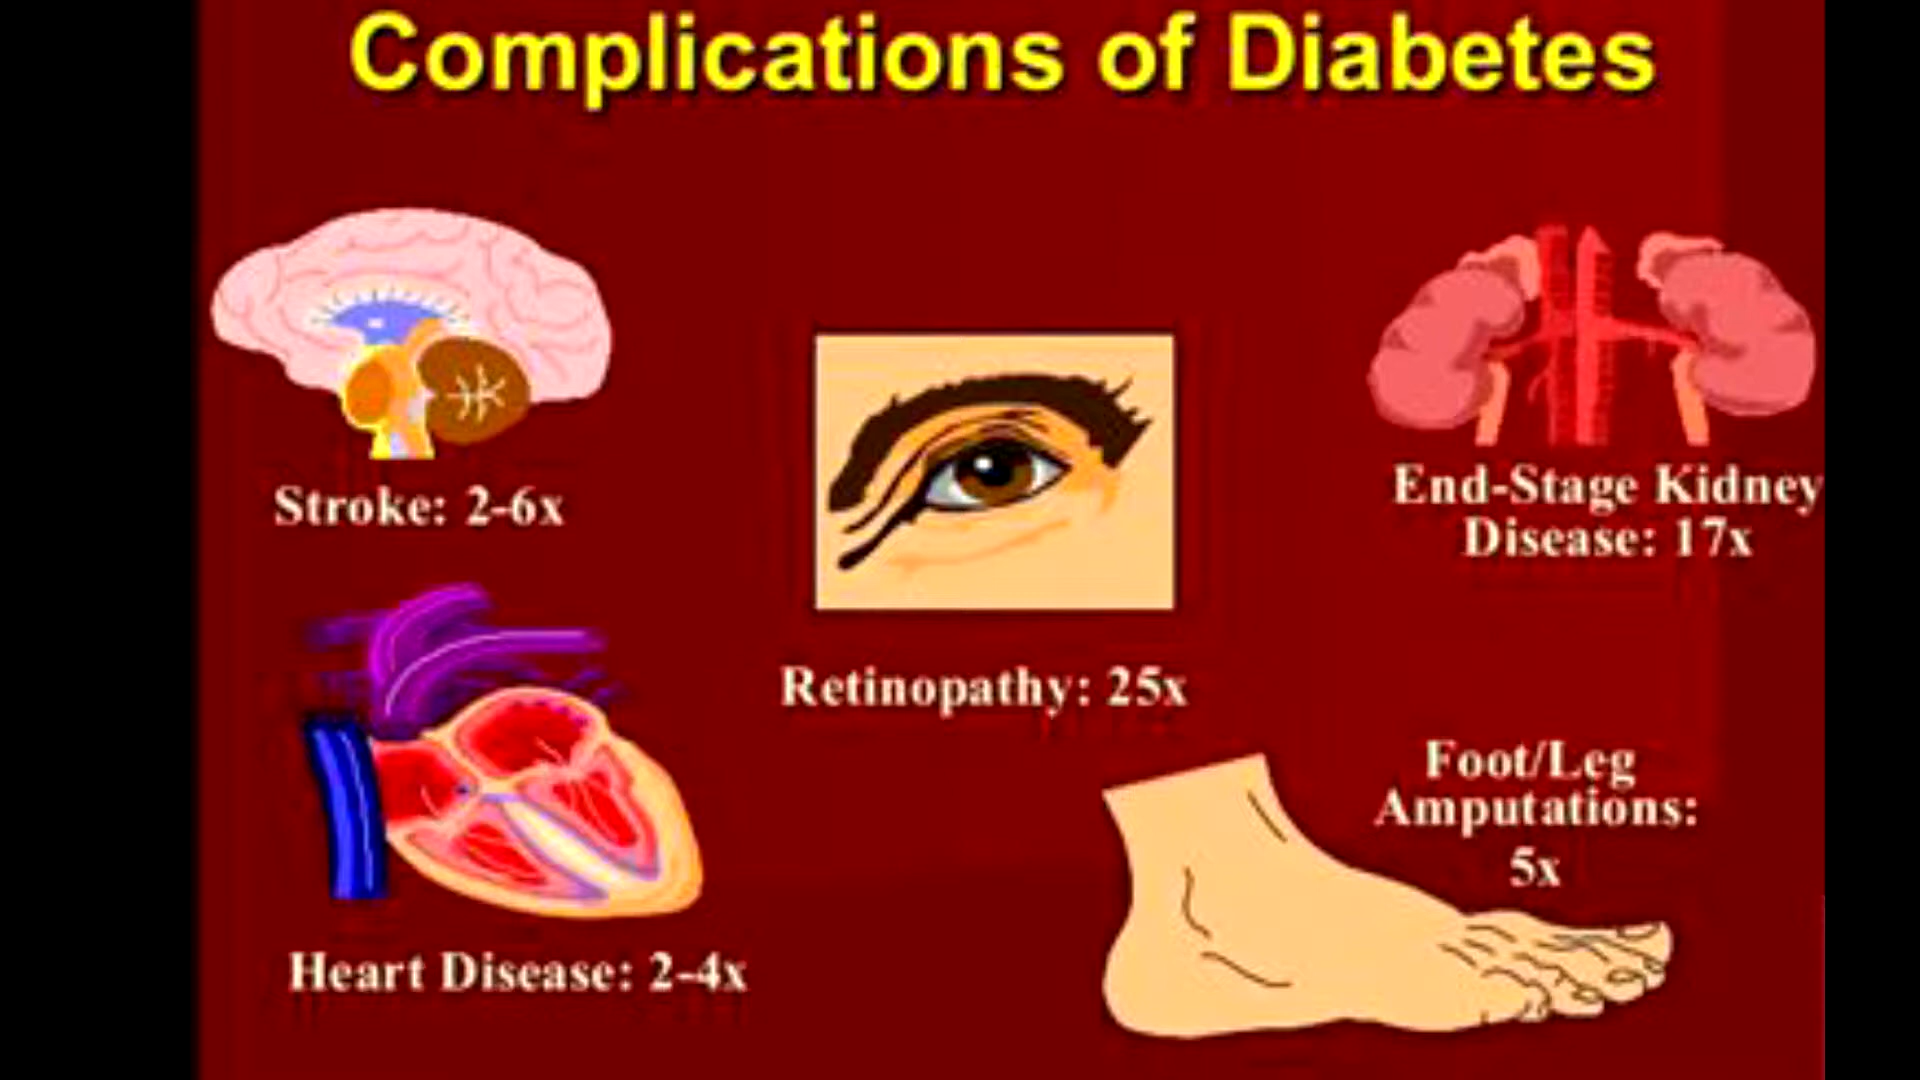 Complications of Diabetes
Stroke: 2-6x
End-Stage Kidney
Disease: 17x
Retinopathy: 25x
Foot/Leg
Amputations:
5x
Heart Disease: 2-4x